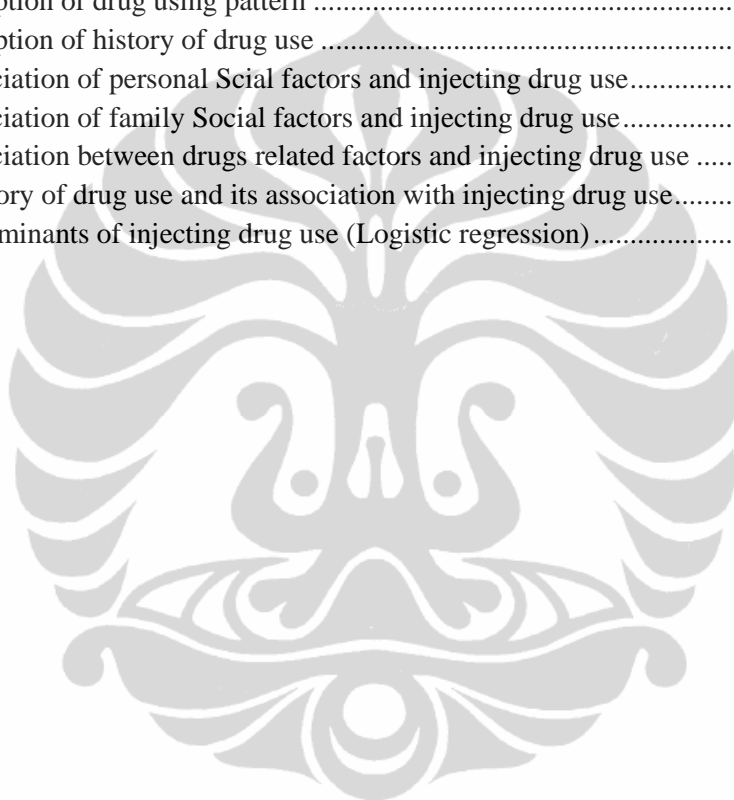 ption of drug using pattern ....................................................................
ption of history of drug use ...................................................................
ciation of personal Scial factors and injecting drug use................
ciation of family Social factors and injecting drug use.................
ciation between drugs related factors and injecting drug use .....
ory of drug use and its association with injecting drug use........
minants of injecting drug use (Logistic regression)....................